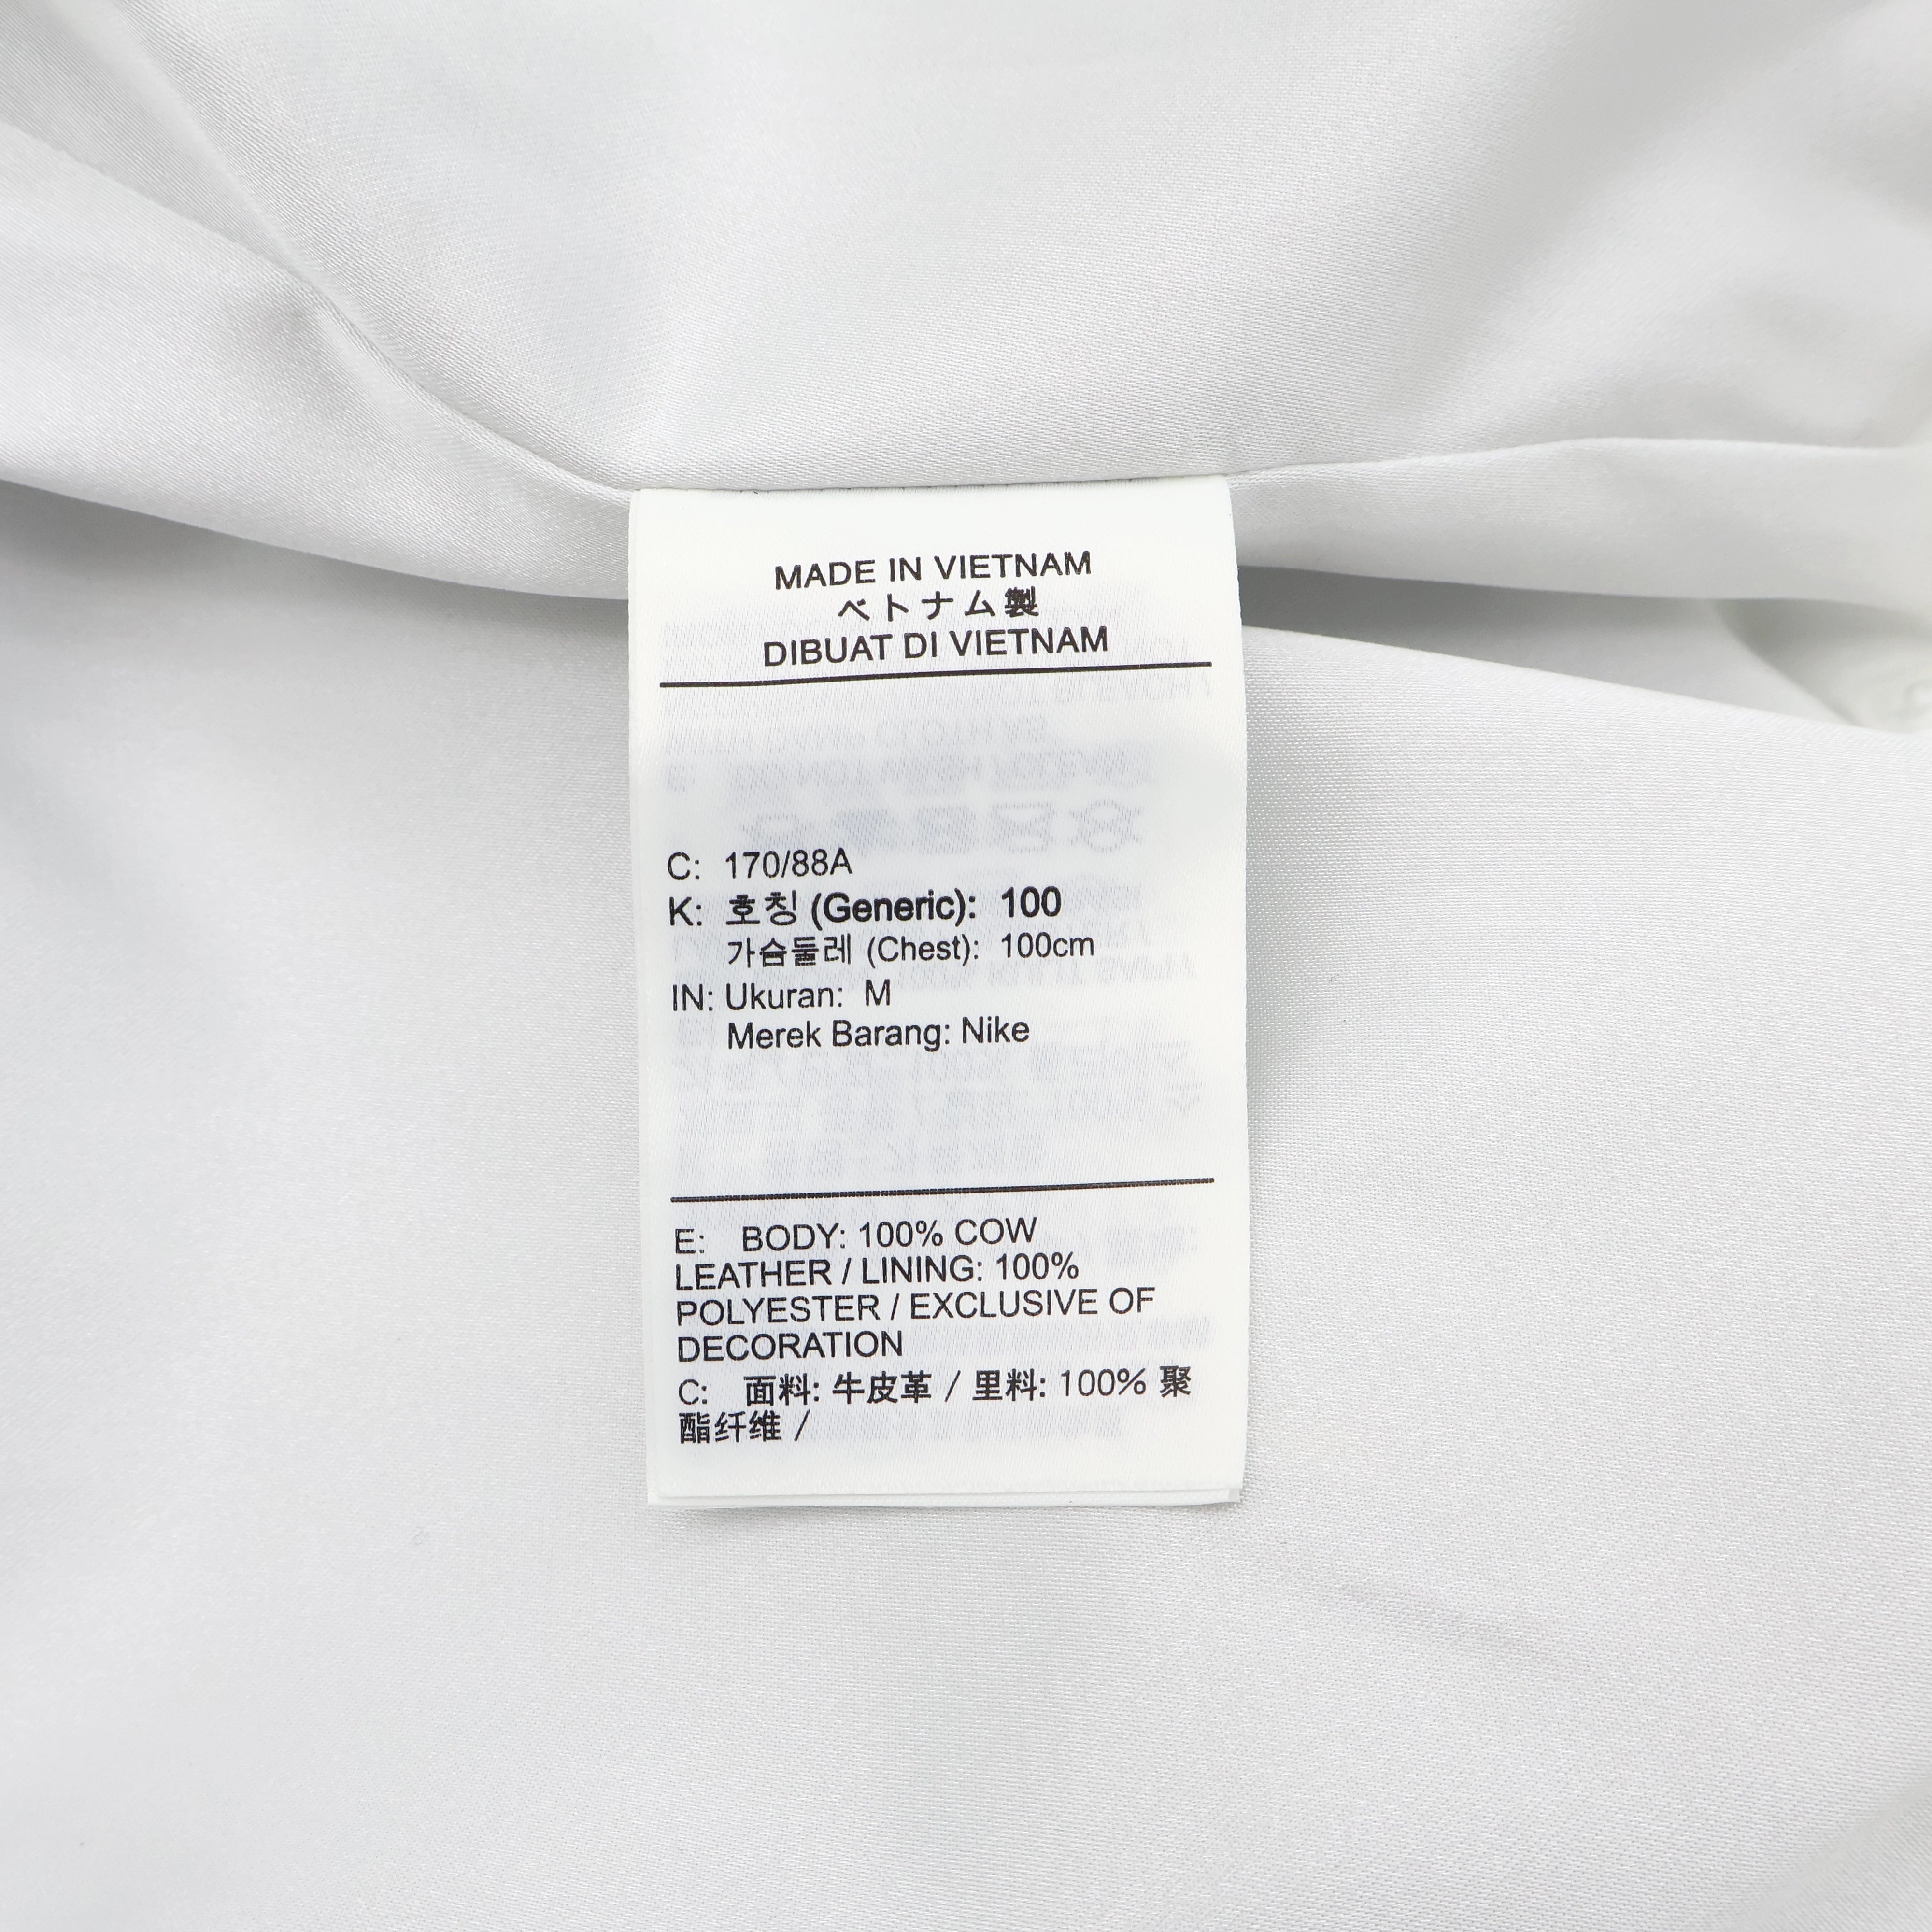 MADE IN VIETNAM
ベトナム製
DIBUAT DI VIETNAM
C: 170/88A
K: 호칭 (Generic): 100
가슴둘레 (Chest): 100cm
IN: Ukuran: M
Merek Barang: Nike
E: BODY: 100% COW
LEATHER / LINING: 100%
POLYESTER / EXCLUSIVE OF
DECORATION
C: 面料: 牛皮革 / 里料: 100% 聚
酯纤维 /